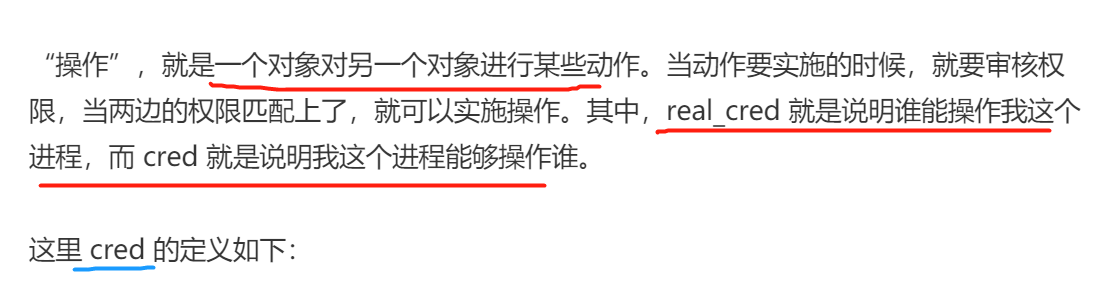 “操作”，就是一个对象对另一个对象进行某些动作。当动作要实施的时候，就要审核权
限，当两边的权限匹配上了，就可以实施操作。其中，real_cred 就是说明谁能操作我这个
进程，而 cred 就是说明我这个进程能够操作谁。
这里 cred 的定义如下：